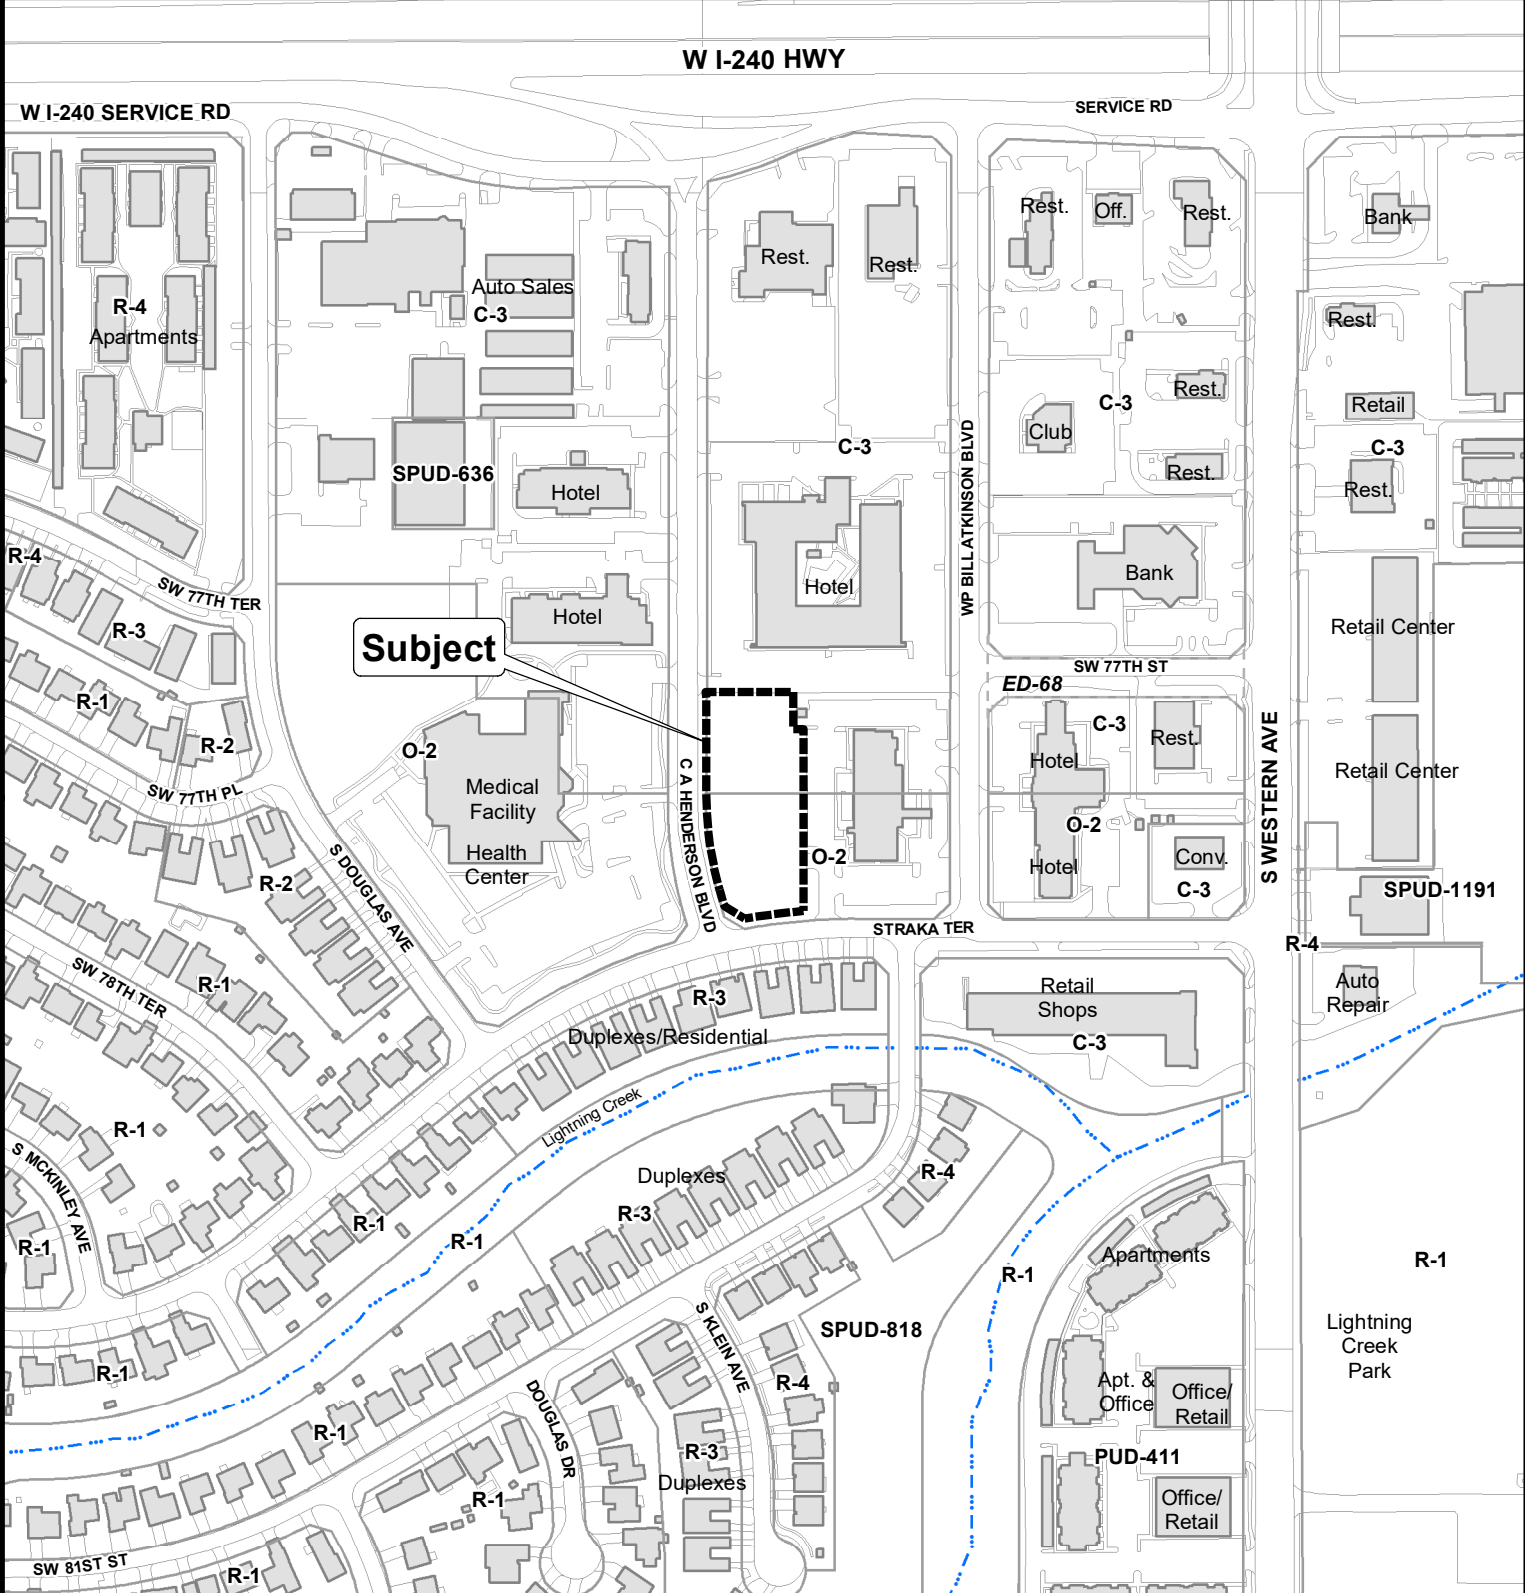 W I-240 HWY
W I-240 SERVICE RD
SERVICE RD
Rest.
Off.
Rest.
Bank
Rest.
Rest.
Auto Sales
C-3
R-4
Apartments
Rest.
Rest.
C-3
Retail
Club
C-3
C-3
Rest.
Rest.
SPUD-636
Hotel
WP BILL ATKINSON BLVD
R-4
SW 77TH TER
Hotel
Bank
Hotel
R-3
Retail Center
Subject
SW 77TH ST
ED-68
R-1
R-2
O-2
C-3
Rest.
Hotel
Retail Center
S WESTERN AVE
C A HENDERSON BLVD
Medical
Facility
SW 77TH PL
O-2
O-2
Hotel
Conv.
C-3
Health
Center
R-2
S DOUGLAS AVE
SPUD-1191
STRAKA TER
R-4
SW 78TH TER
R-1
R-3
Retail
Shops
Auto
Repair
Duplexes/Residential
C-3
Lightning Creek
R-1
S MCKINLEY AVE
Duplexes
R-4
R-3
R-1
R-1
R-1
Apartments
R-1
R-1
S KLEIN AVE
SPUD-818
Lightning
Creek
Park
R-1
R-4
Apt. &
Office
Office/
Retail
DOUGLAS DR
R-1
R-3
PUD-411
Duplexes
R-1
Office/
Retail
SW 81ST ST
R-1